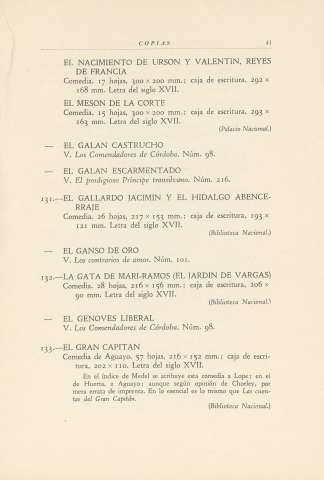 COPIAS 41
EL NACIMIENTO DE URSON Y VALENTIN, REYES
DE FRANCIA
Comedia. 17 hojas, 300 × 200 mm.; caja de escritura, 292 ×
168 mm. Letra del siglo XVII.
EL MESON DE LA CORTE
Comedia. 15 hojas, 300 × 200 mm.; caja de escritura, 293 ×
163 mm. Letra del siglo XVII.
(Palacio Nacional.)
— EL GALAN CASTRUCHO
V. Los Comendadores de Córdoba. Núm. 98.
— EL GALAN ESCARMENTADO
V. El prodigioso Príncipe transilvano. Núm. 216.
131.—EL GALLARDO JACIMIN Y EL HIDALGO ABENCE-
RRAJE
Comedia. 26 hojas, 217 × 153 mm.; caja de escritura, 193 ×
121 mm. Letra del siglo XVII.
(Biblioteca Nacional.)
— EL GANSO DE ORO
V. Los contrarios de amor. Núm. 101.
132.—LA GATA DE MARI-RAMOS (EL JARDIN DE VARGAS)
Comedia. 28 hojas, 216 × 156 mm.; caja de escritura, 206 ×
90 mm. Letra del siglo XVII.
(Biblioteca Nacional.)
— EL GENOVES LIBERAL
V. Los Comendadores de Córdoba. Núm. 98.
133.—EL GRAN CAPITAN
Comedia de Aguayo. 57 hojas, 216 × 152 mm.; caja de escri-
tura, 202 × 110. Letra del siglo XVII.
En el índice de Medel se atribuye esta comedia a Lope; en el
de Huerta, a Aguayo; aunque según opinión de Chorley, por
mera errata de imprenta. En lo esencial es lo mismo que Las cuen-
tas del Gran Capitán.
(Biblioteca Nacional.)